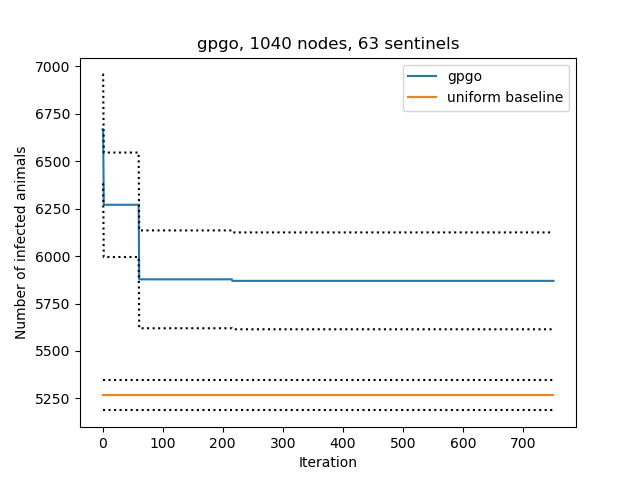 gpgo, 1040 nodes, 63 sentinels
gpgo
uniform baseline
Number of infected animals
7000
6750
6500
6250
6000
5750
5500
5250
0 100 200 300 400 500 600 700
Iteration